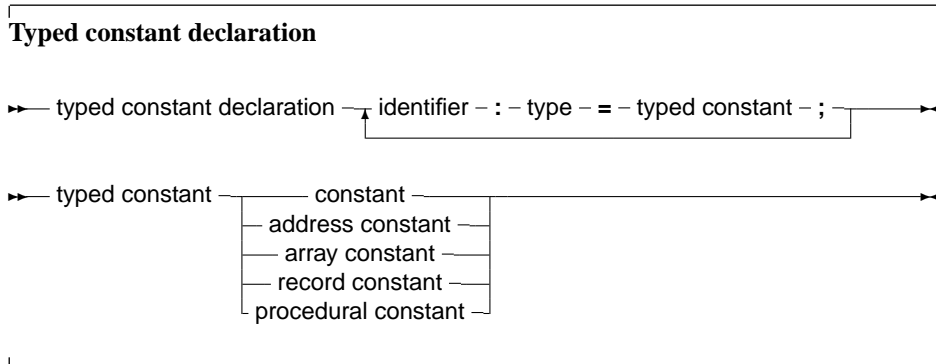 Typed constant declaration
typed constant declaration identifier : type = typed constant ;
typed constant constant
address constant
array constant
record constant
procedural constant